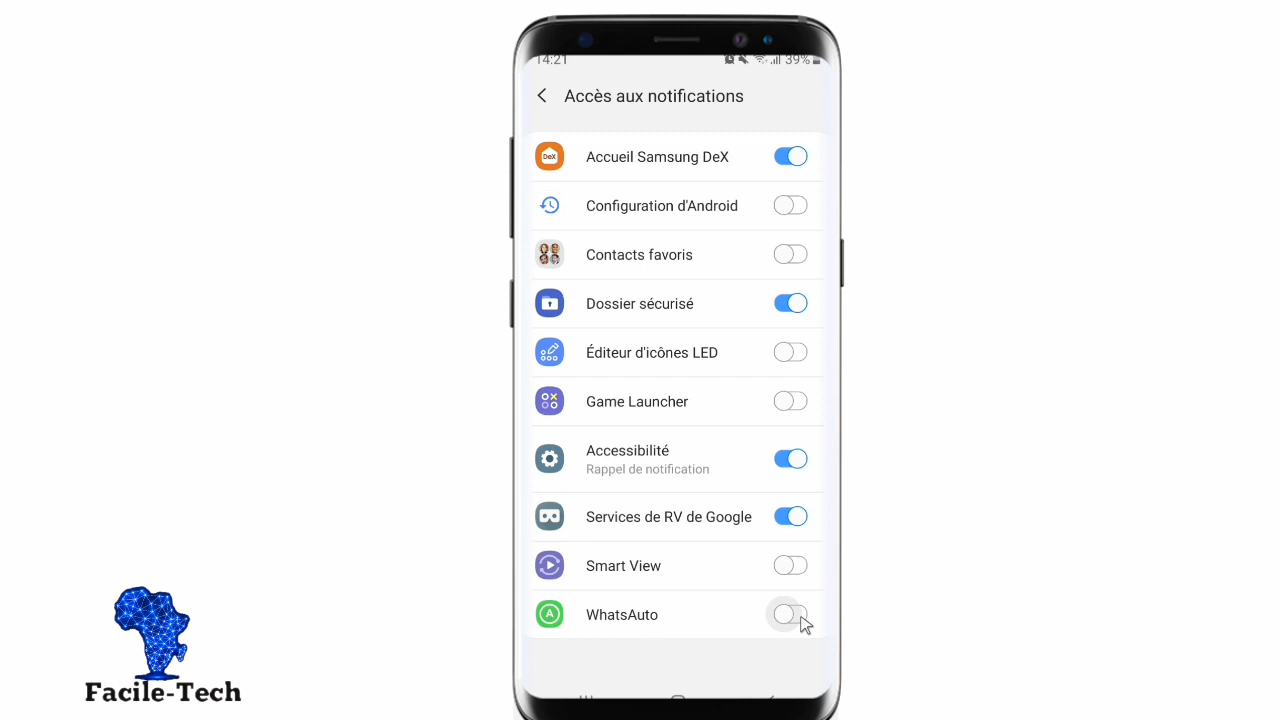 14:21 39%
Accès aux notifications
DeX Accueil Samsung DeX
Configuration d'Android
Contacts favoris
Dossier sécurisé
Éditeur d'icônes LED
Game Launcher
Accessibilité
Rappel de notification
Services de RV de Google
Smart View
A WhatsAuto
Facile-Tech